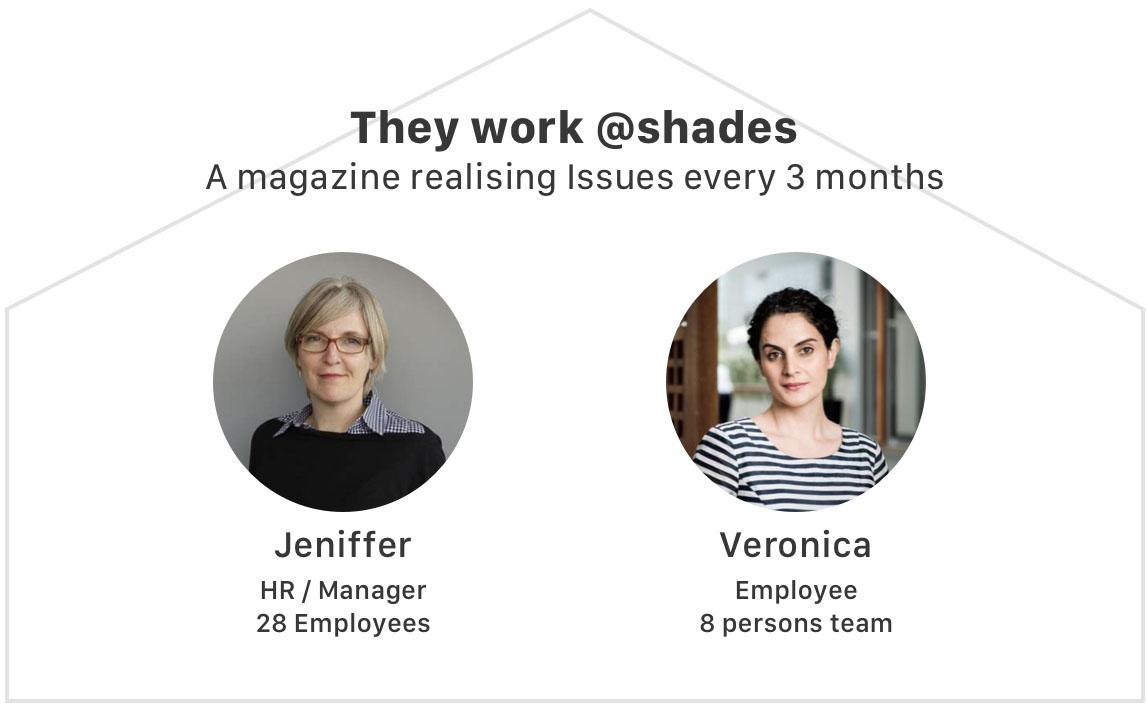 They work @shades
A magazine realising Issues every 3 months
Jeniffer
HR / Manager
28 Employees
Veronica
Employee
8 persons team